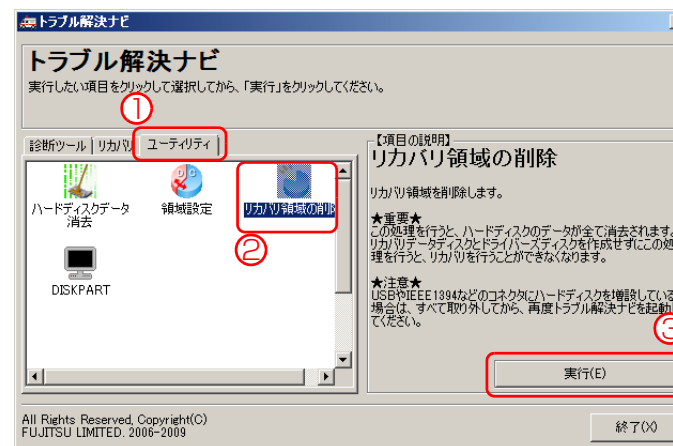 トラブル解決ナビ
トラブル解決ナビ
実行したい項目をクリックして選択してから、「実行」をクリックしてください。
①
診断ツール
リカバリ
ユーティリティ
ハードディスクデータ
消去
領域設定
リカバリ領域の削除
②
DISKPART
【項目の説明】
リカバリ領域の削除
リカバリ領域を削除します。
★重要★
この処理を行うと、ハードディスクのデータが全て消去されます。
リカバリデータディスクとドライバーズディスクを作成せずにこの処
理を行うと、リカバリを行うことができなくなります。
★注意★
USBやIEEE1394などのコネクタにハードディスクを増設している
場合は、すべて取り外してから、再度トラブル解決ナビを起動し
てください。
③
実行(E)
All Rights Reserved, Copyright(C)
FUJITSU LIMITED. 2006-2009
終了(X)